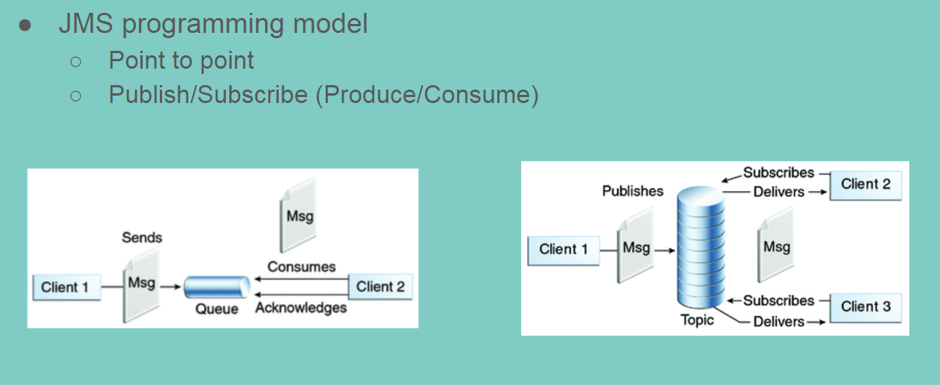 ● JMS programming model
○ Point to point
○ Publish/Subscribe (Produce/Consume)
Msg
Sends
Consumes
Client 1
Msg
Client 2
Queue
Acknowledges
Subscribes
Delivers
Client 2
Publishes
Client 1
Msg
Msg
Subscribes
Delivers
Client 3
Topic